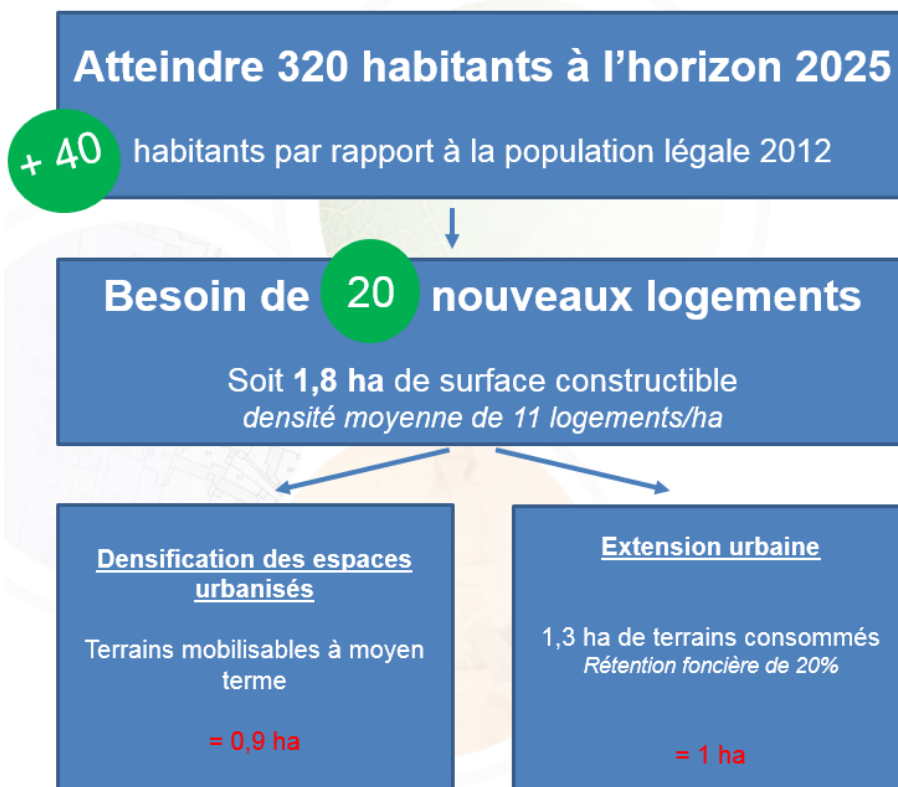 Atteindre 320 habitants à l’horizon 2025
+ 40
habitants par rapport à la population légale 2012
Besoin de 20 nouveaux logements
Soit 1,8 ha de surface constructible
densité moyenne de 11 logements/ha
Densification des espaces
urbanisés
Terrains mobilisables à moyen
terme
= 0,9 ha
Extension urbaine
1,3 ha de terrains consommés
Rétention foncière de 20%
= 1 ha